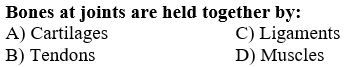 Bones at joints are held together by:
A) Cartilages C) Ligaments
B) Tendons D) Muscles